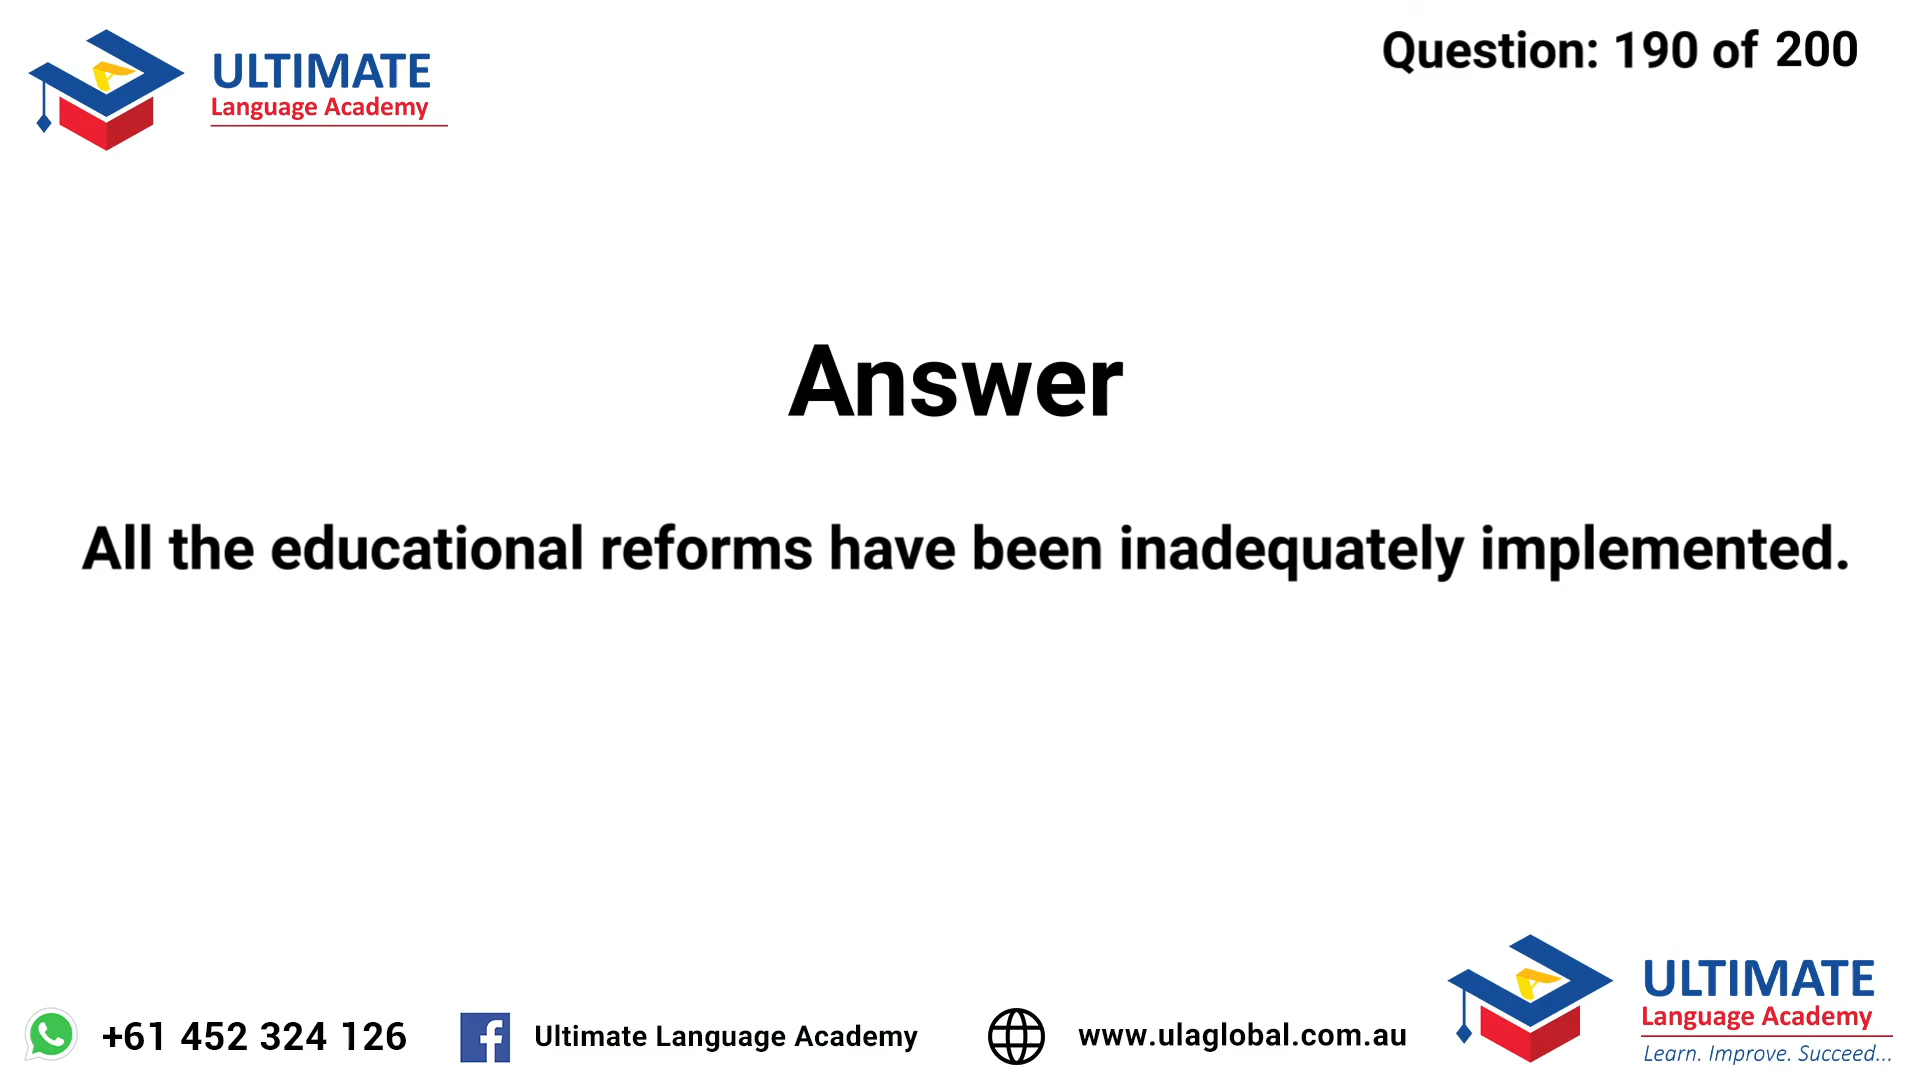 ULTIMATE
Language Academy
Question: 190 of 200
Answer
All the educational reforms have been inadequately implemented.
+61 452 324 126
Ultimate Language Academy
www.ulaglobal.com.au
ULTIMATE
Language Academy
Learn. Improve. Succeed...